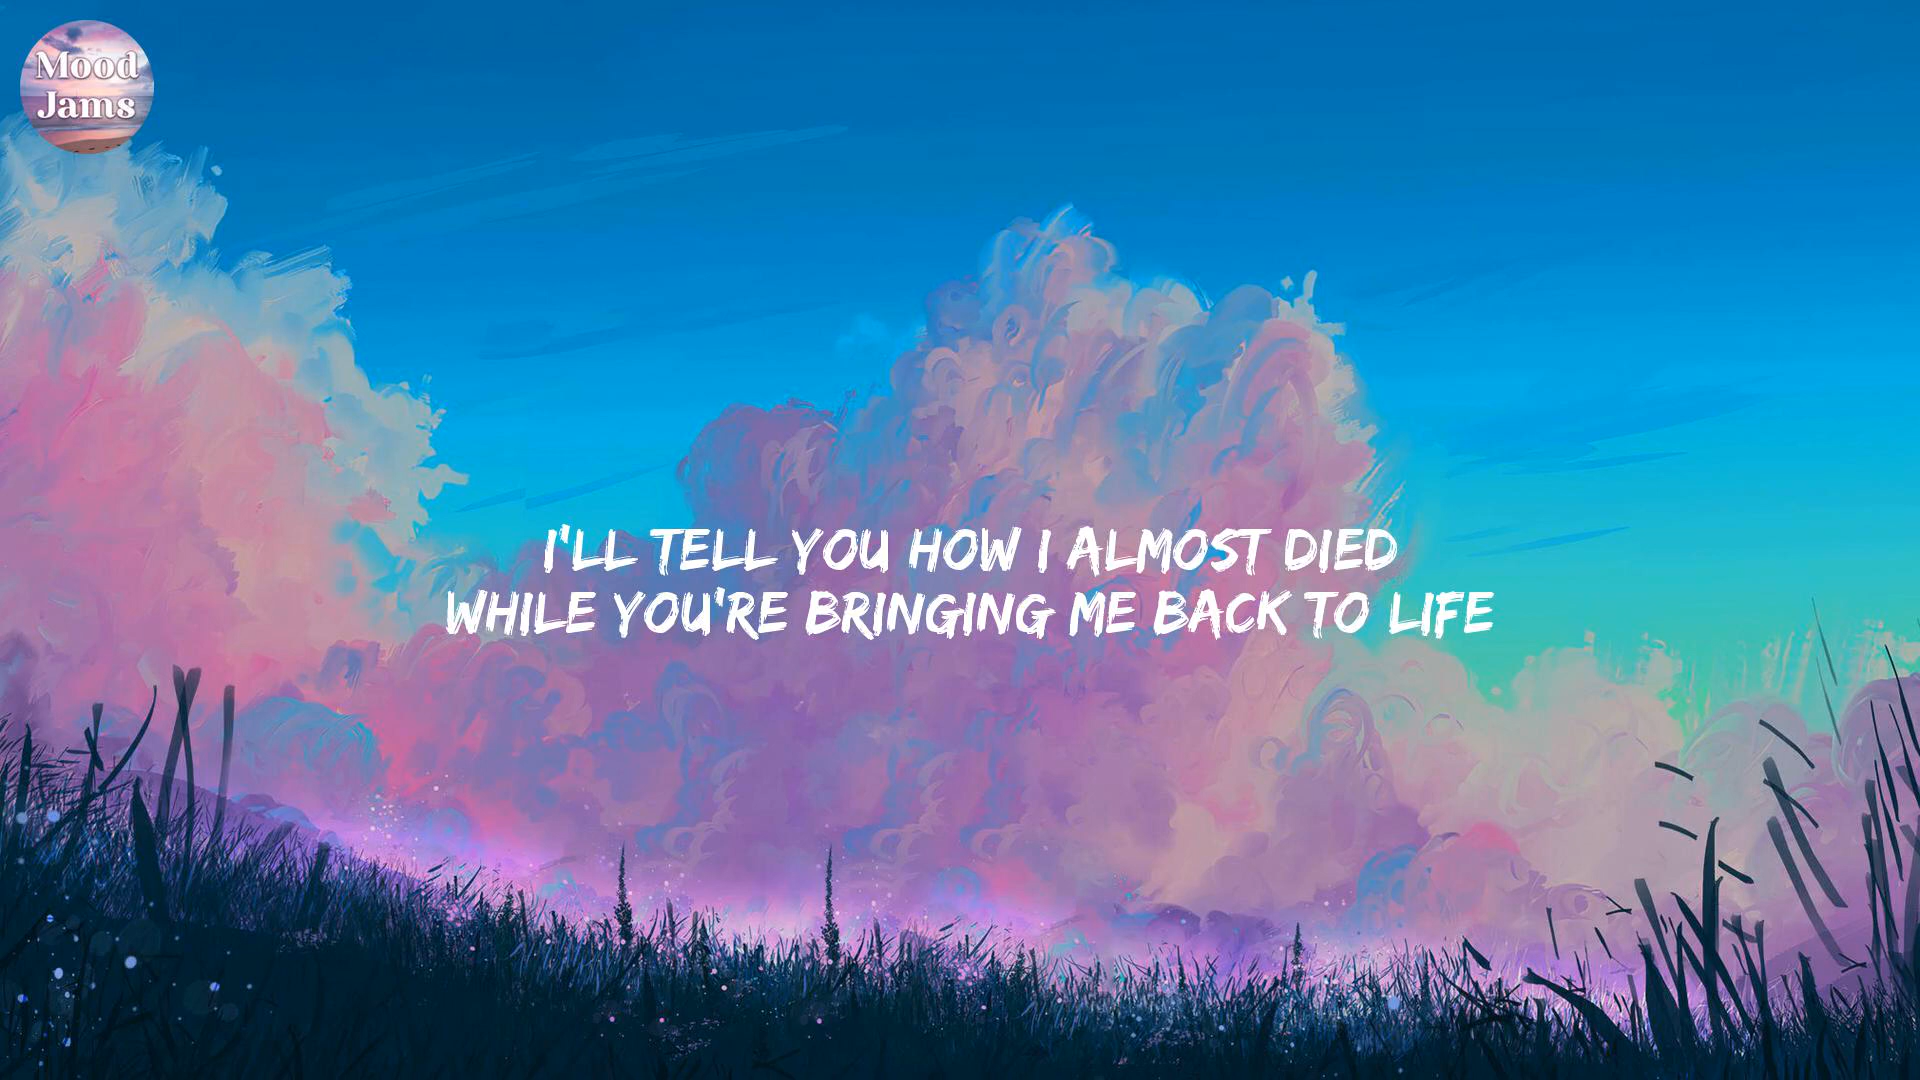 Mood
Jams
I'LL TELL YOU HOW I ALMOST DIED
WHILE YOU'RE BRINGING ME BACK TO LIFE